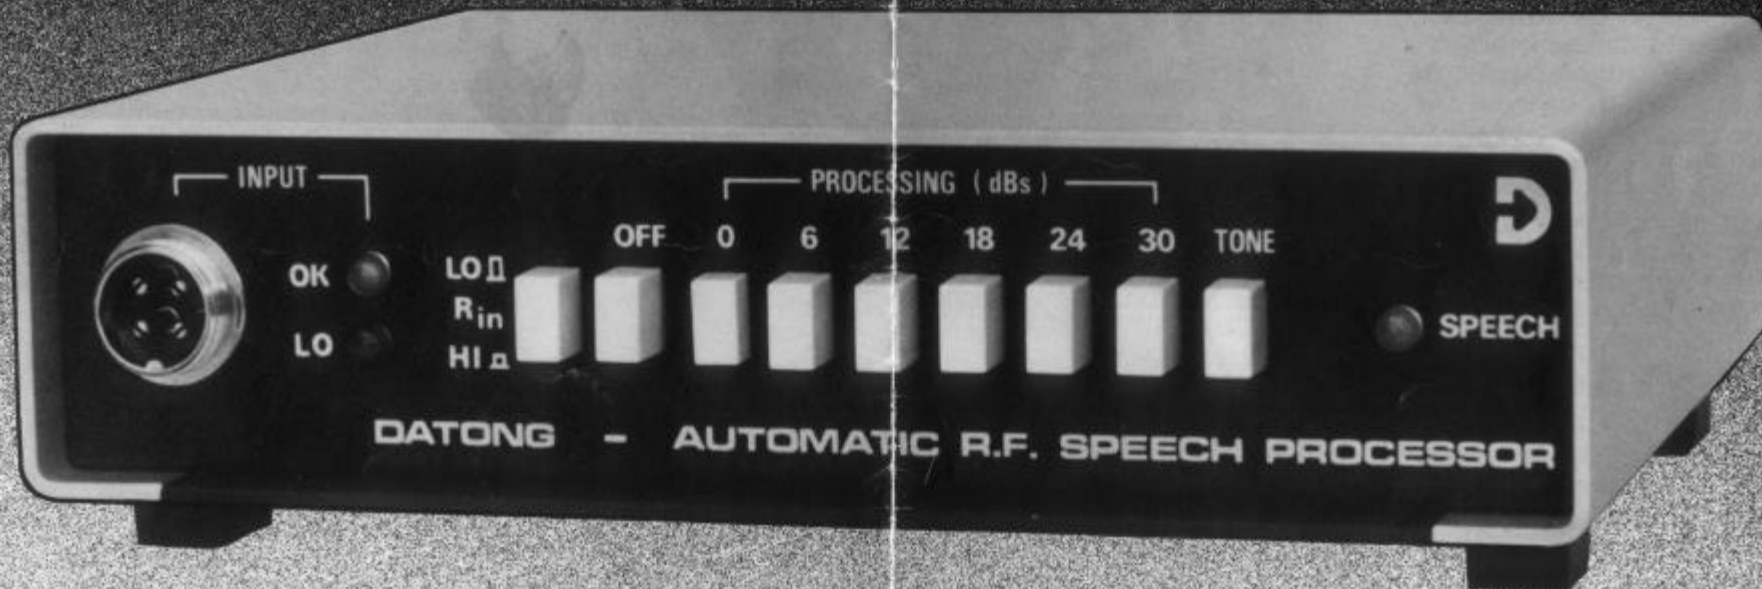 INPUT
PROCESSING (dBs)
OFF 0 6 12 18 24 30 TONE
OK
LO
LO
Rin
HI
SPEECH
DATONG - AUTOMATIC R.F. SPEECH PROCESSOR